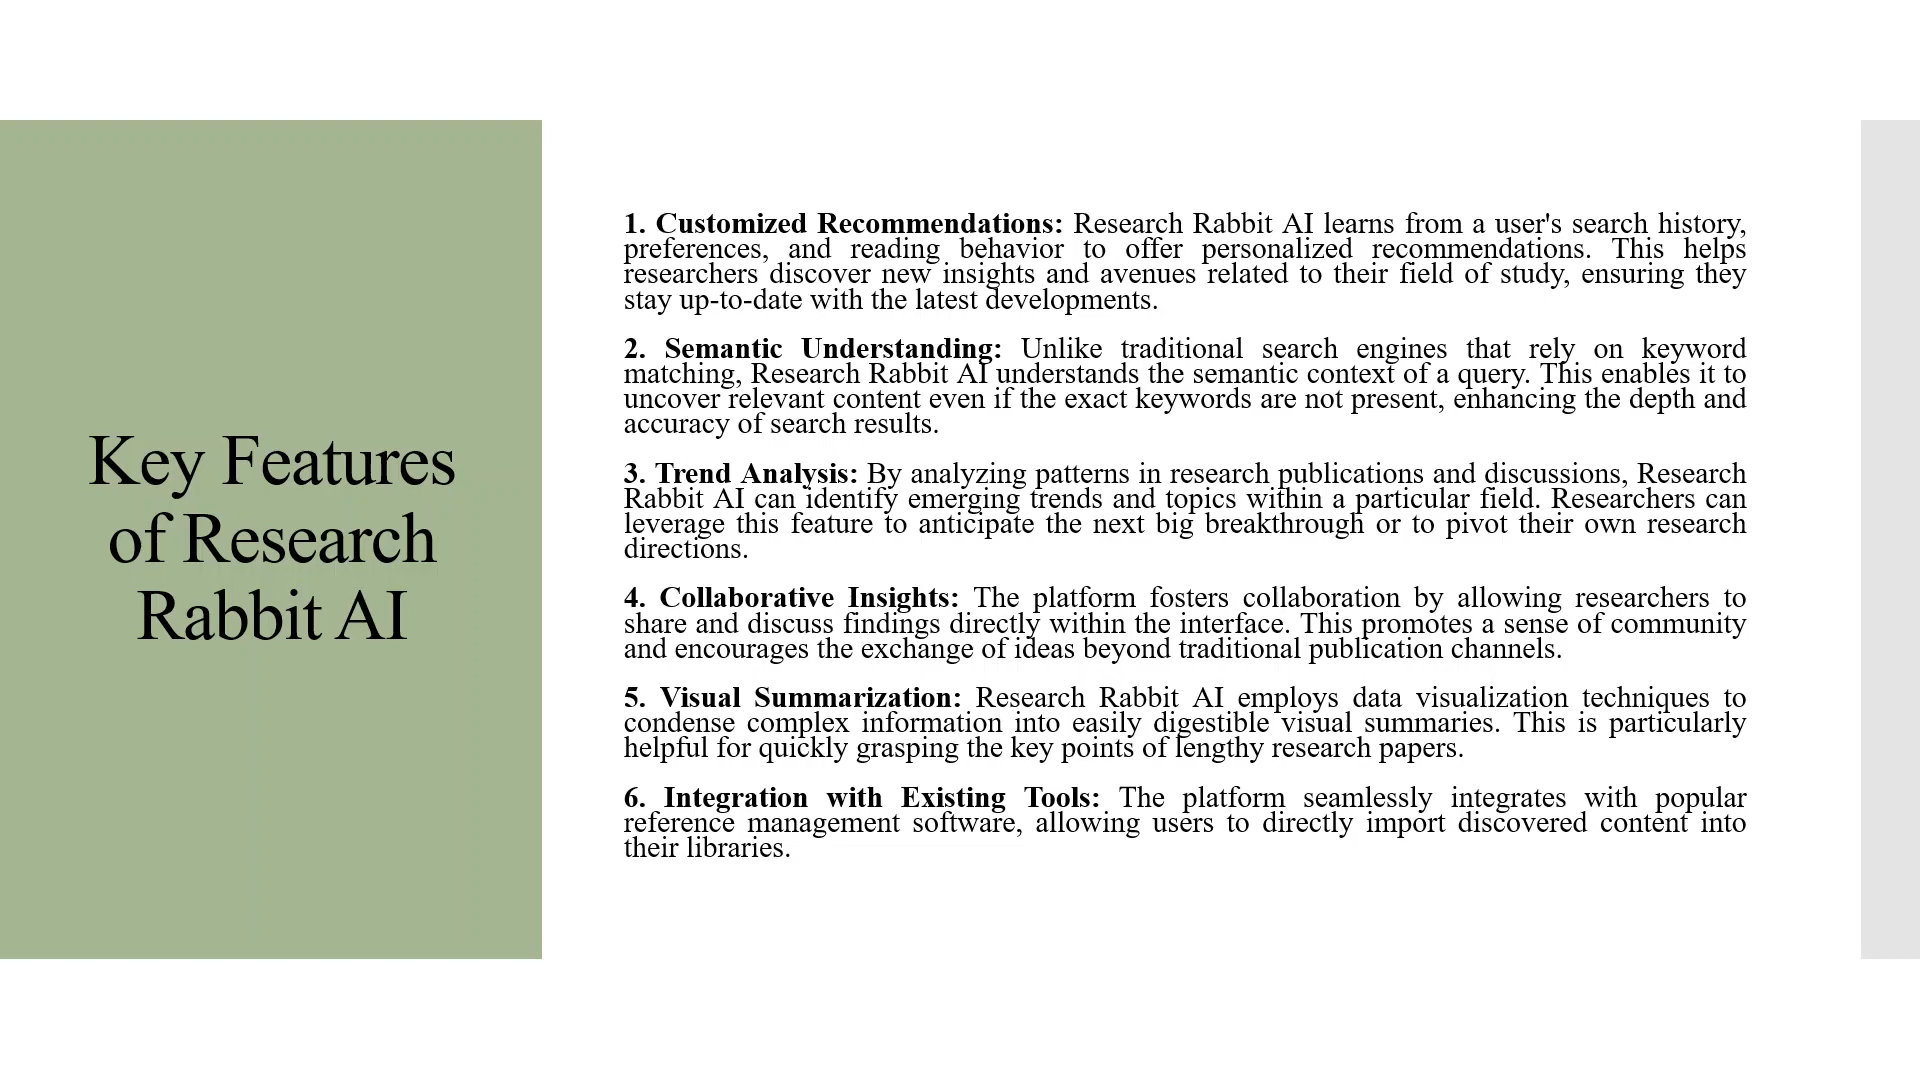 Key Features
of Research
Rabbit AI
1. Customized Recommendations: Research Rabbit AI learns from a user's search history,
preferences, and reading behavior to offer personalized recommendations. This helps
researchers discover new insights and avenues related to their field of study, ensuring they
stay up-to-date with the latest developments.
2. Semantic Understanding: Unlike traditional search engines that rely on keyword
matching, Research Rabbit AI understands the semantic context of a query. This enables it to
uncover relevant content even if the exact keywords are not present, enhancing the depth and
accuracy of search results.
3. Trend Analysis: By analyzing patterns in research publications and discussions, Research
Rabbit AI can identify emerging trends and topics within a particular field. Researchers can
leverage this feature to anticipate the next big breakthrough or to pivot their own research
directions.
4. Collaborative Insights: The platform fosters collaboration by allowing researchers to
share and discuss findings directly within the interface. This promotes a sense of community
and encourages the exchange of ideas beyond traditional publication channels.
5. Visual Summarization: Research Rabbit AI employs data visualization techniques to
condense complex information into easily digestible visual summaries. This is particularly
helpful for quickly grasping the key points of lengthy research papers.
6. Integration with Existing Tools: The platform seamlessly integrates with popular
reference management software, allowing users to directly import discovered content into
their libraries.